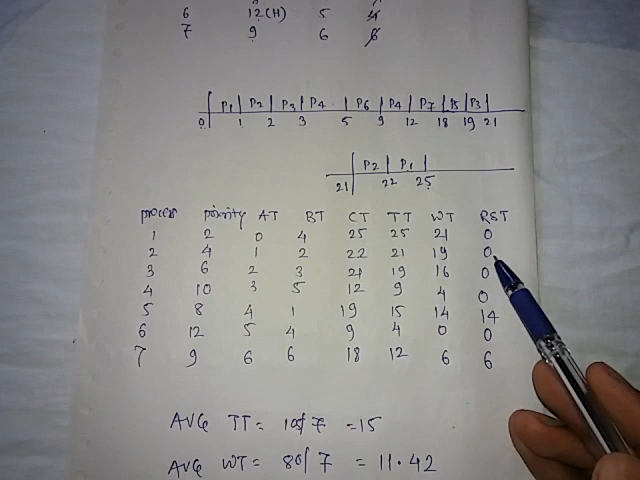 6 12(H) 5 4
7 9 6 6
P1 P2 P3 P4 P6 P4 P7 P5 P3
0 1 2 3 5 9 12 18 19 21
P2 P1
21 22 25
process priority AT BT CT TT WT RST
1 2 0 4 25 25 21 0
2 4 1 2 22 21 19 0
3 6 2 3 21 19 16 0
4 10 3 5 12 9 4 0
5 8 4 1 19 15 14 14
6 12 5 4 9 4 0 0
7 9 6 6 18 12 6 6
AVG TT = 105/7 = 15
AVG WT = 80/7 = 11.42